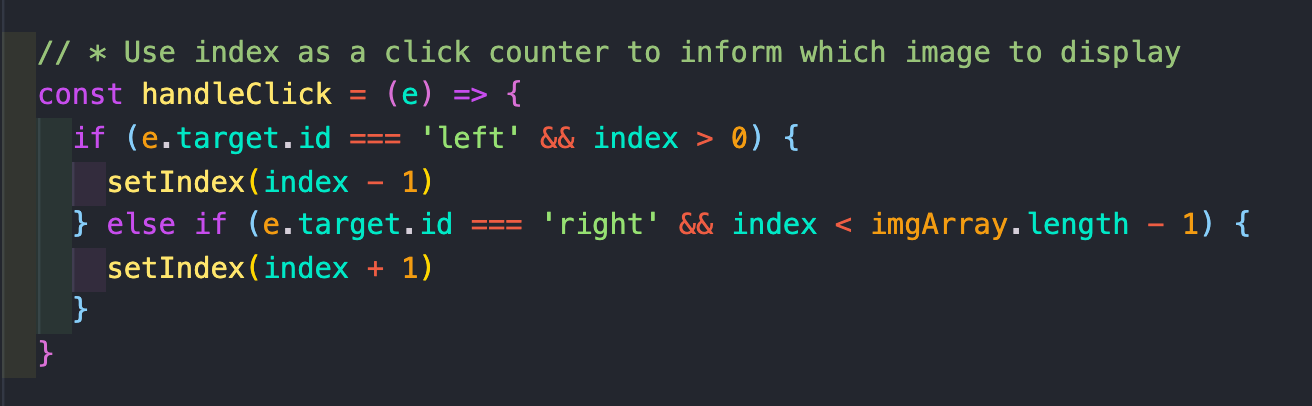 // * Use index as a click counter to inform which image to display
const handleClick = (e) => {
  if (e.target.id === 'left' && index > 0) {
    setIndex(index - 1)
  } else if (e.target.id === 'right' && index < imgArray.length - 1) {
    setIndex(index + 1)
  }
}